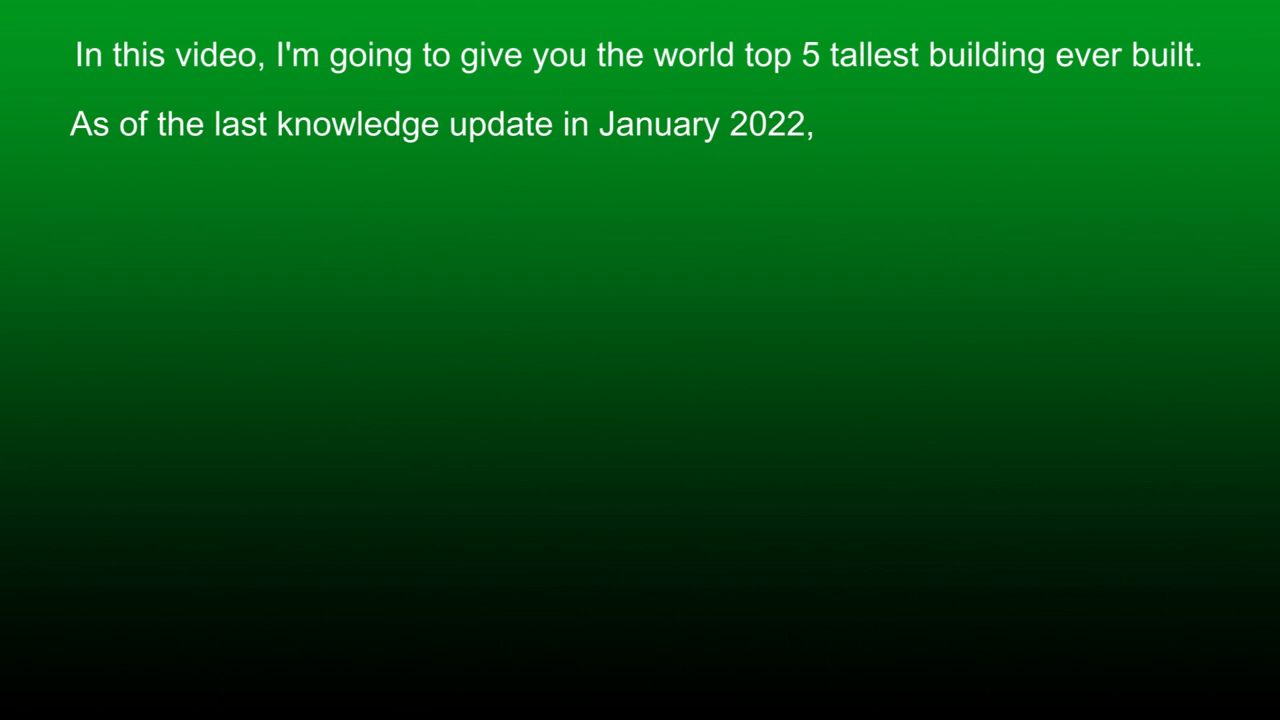 In this video, I'm going to give you the world top 5 tallest building ever built.
As of the last knowledge update in January 2022,